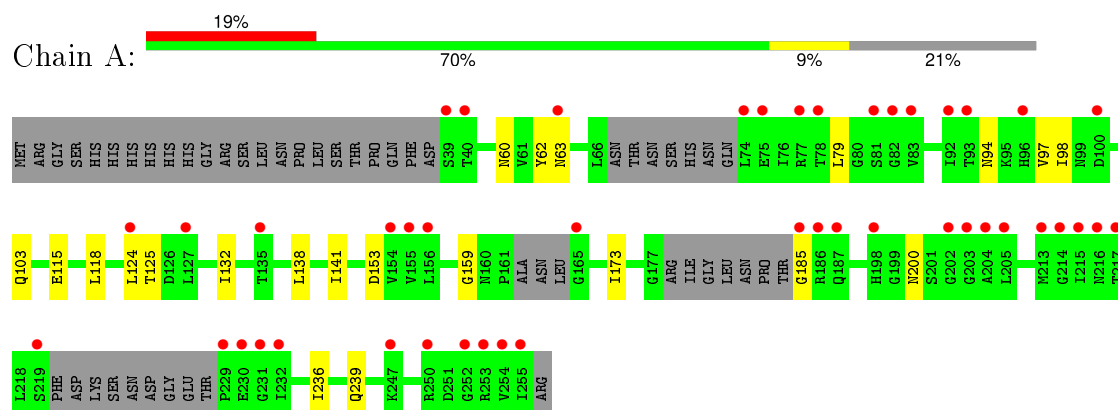 19%
Chain A:
70% 9% 21%
MET ARG GLY SER HIS HIS HIS HIS HIS HIS GLY ARG SER LEU ASN PRO LEU SER THR PRO GLN PHE ASP S39 T40 N60 V61 Y62 N63 L66 ASN THR ASN SER HIS ASN GLN L74 E75 I76 R77 T78 L79 G80 S81 G82 V83 I92 T93 N94 K95 H96 V97 I98 N99 D100
Q103 E115 L118 L124 T125 D126 L127 I132 T135 L138 I141 D153 V154 V155 L156 G159 N160 P161 ALA ASN LEU G165 I173 G177 ARG ILE GLY LEU ASN PRO THR G185 R186 Q187 H198 G199 N200 S201 G202 G203 A204 L205 M213 G214 I215 N216 T217
L218 S219 PHE ASP LYS SER ASN ASP GLY GLU THR P229 E230 G231 I232 I236 Q239 K247 R250 D251 G252 R253 V254 I255 ARG